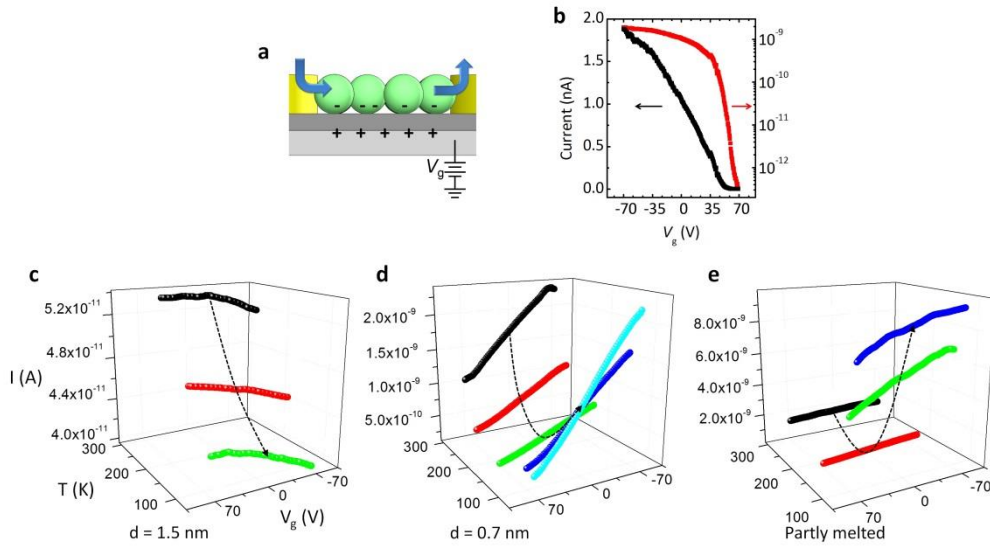 a
- - - - -
+ + + + +
Vg
b
2.0
1.5
1.0
0.5
0.0
Current (nA)
10⁻⁹
10⁻¹⁰
10⁻¹¹
10⁻¹²
-70 -35 0 35 70
Vg (V)
c
5.2x10⁻¹¹
4.8x10⁻¹¹
4.4x10⁻¹¹
4.0x10⁻¹¹
I (A)
300
200
100
T (K)
70
0
-70
Vg (V)
d = 1.5 nm
d
2.0x10⁻⁹
1.5x10⁻⁹
1.0x10⁻⁹
5.0x10⁻¹⁰
300
200
100
70
0
-70
d = 0.7 nm
e
8.0x10⁻⁹
6.0x10⁻⁹
4.0x10⁻⁹
2.0x10⁻⁹
300
200
100
70
0
-70
Partly melted